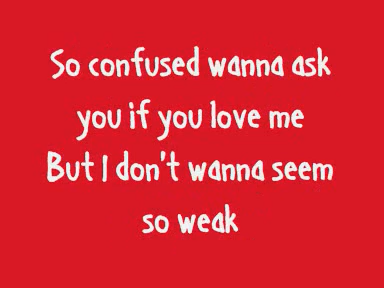 So confused wanna ask
you if you love me
But I don't wanna seem
so weak